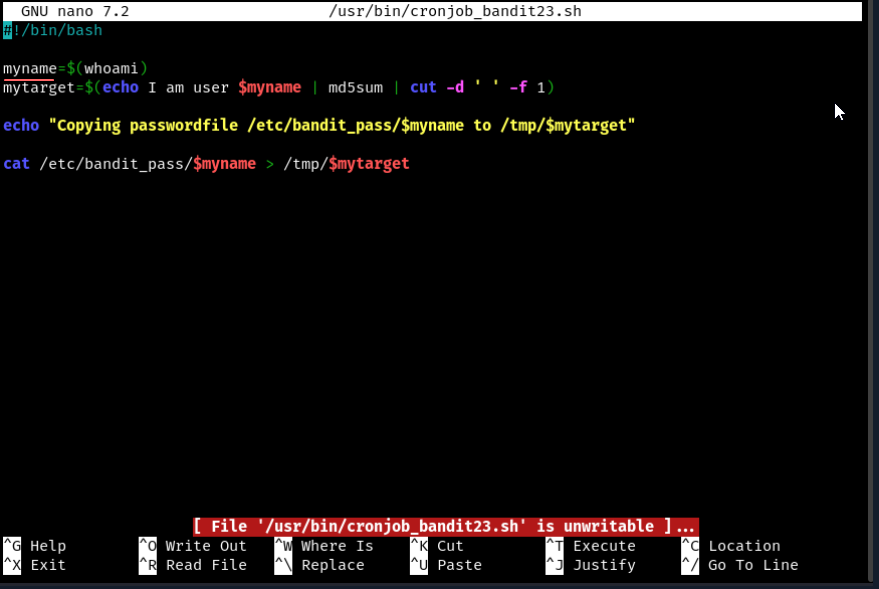 GNU nano 7.2 /usr/bin/cronjob_bandit23.sh
#!/bin/bash
myname=$(whoami)
mytarget=$(echo I am user $myname | md5sum | cut -d ' ' -f 1)
echo "Copying passwordfile /etc/bandit_pass/$myname to /tmp/$mytarget"
cat /etc/bandit_pass/$myname > /tmp/$mytarget
[ File '/usr/bin/cronjob_bandit23.sh' is unwritable ]...
^G Help ^O Write Out ^W Where Is ^K Cut ^T Execute ^C Location
^X Exit ^R Read File ^\ Replace ^U Paste ^J Justify ^/ Go To Line